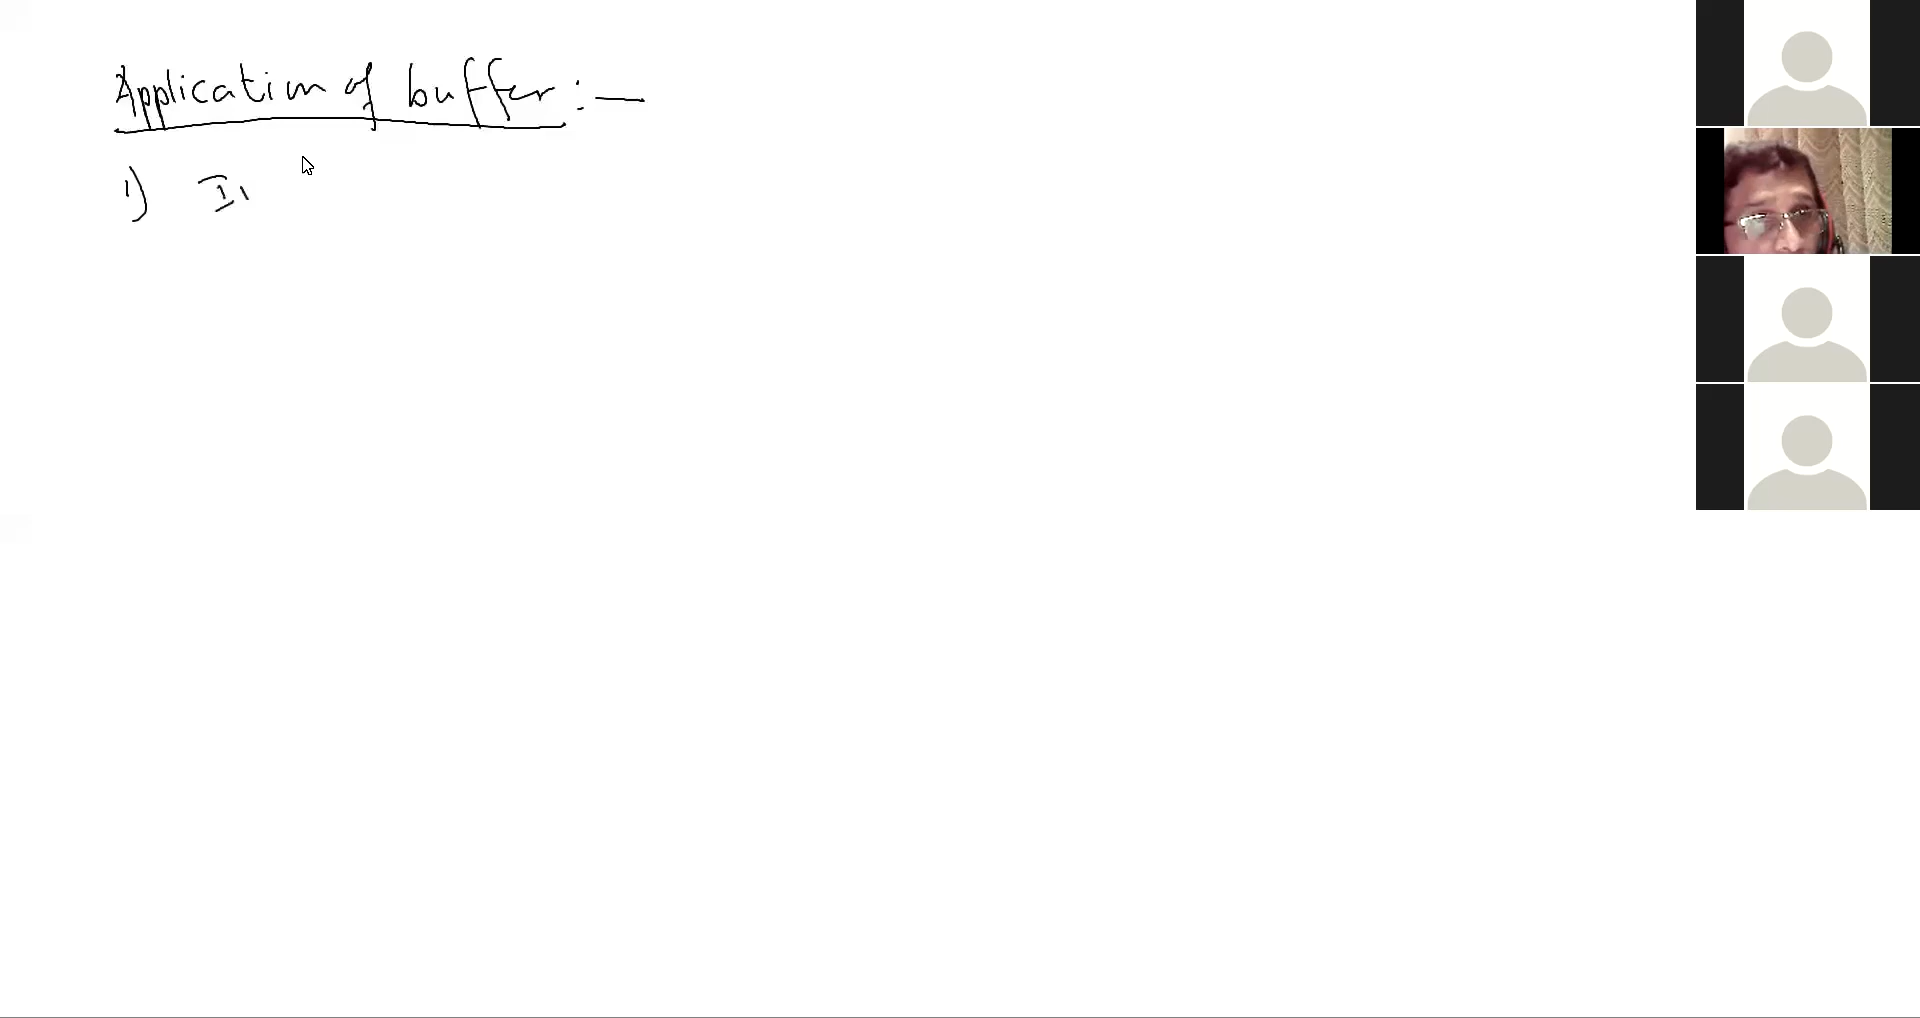 Application of buffer : —
1) I